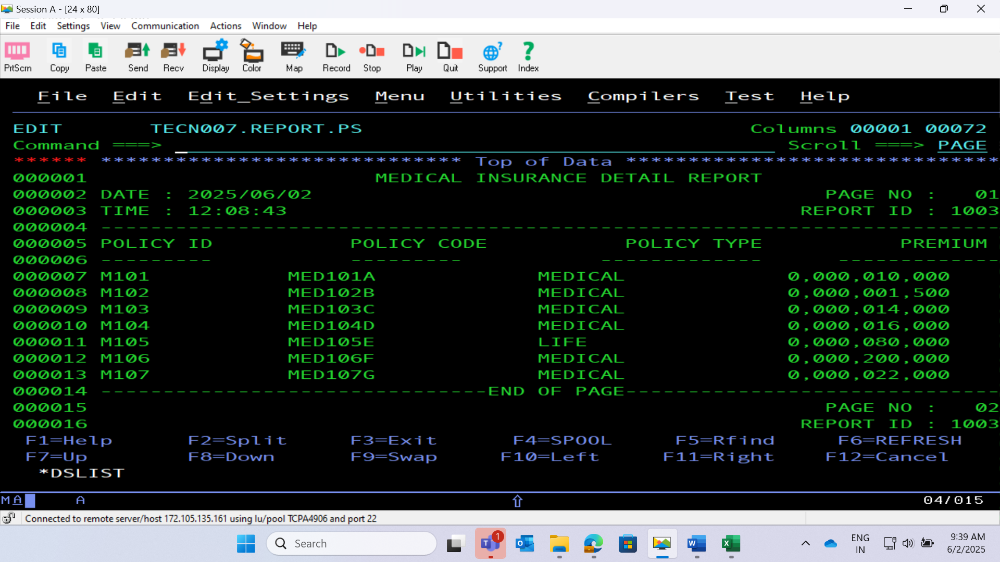 Session A - [24 x 80]
File Edit Settings View Communication Actions Window Help
PrtScrn Copy Paste Send Recv Display Color Map Record Stop Play Quit Support Index
File Edit Edit_Settings Menu Utilities Compilers Test Help
EDIT TECN007.REPORT.PS Columns 00001 00072
Command ===> Scroll ===> PAGE
****** ***************************** Top of Data ******************************
000001 MEDICAL INSURANCE DETAIL REPORT
000002 DATE : 2025/06/02 PAGE NO : 01
000003 TIME : 12:08:43 REPORT ID : 1003
000004 ------------------------------------------------------------------------
000005 POLICY ID POLICY CODE POLICY TYPE PREMIUM
000006 --------- --------- ------------- -------------
000007 M101 MED101A MEDICAL 0,000,010,000
000008 M102 MED102B MEDICAL 0,000,001,500
000009 M103 MED103C MEDICAL 0,000,014,000
000010 M104 MED104D MEDICAL 0,000,016,000
000011 M105 MED105E LIFE 0,000,080,000
000012 M106 MED106F MEDICAL 0,000,200,000
000013 M107 MED107G MEDICAL 0,000,022,000
000014 -------------------------------END OF PAGE------------------------------
000015 PAGE NO : 02
000016 REPORT ID : 1003
F1=Help F2=Split F3=Exit F4=SPOOL F5=Rfind F6=REFRESH
F7=Up F8=Down F9=Swap F10=Left F11=Right F12=Cancel
*DSLIST
MA A 04/015
Connected to remote server/host 172.105.135.161 using lu/pool TCPA4906 and port 22
Search 1 ENG 9:39 AM
IN 6/2/2025